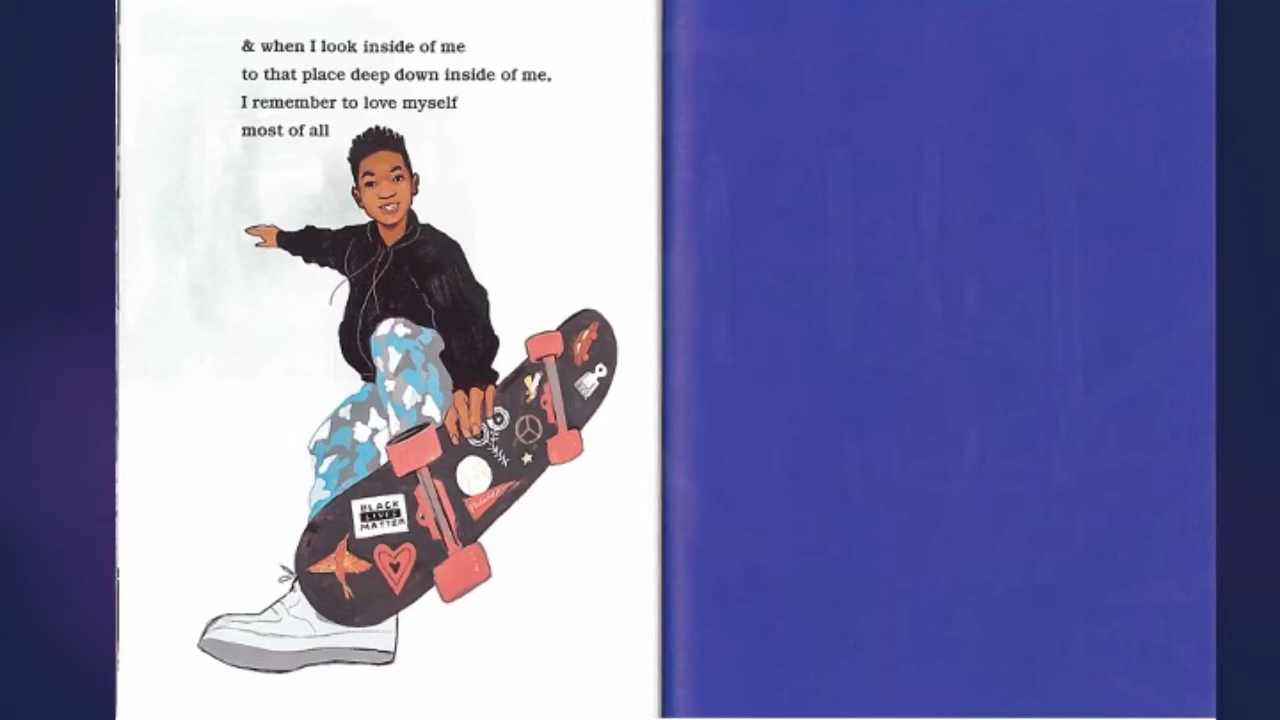 & when I look inside of me
to that place deep down inside of me,
I remember to love myself
most of all
BLACK
LIVES
MATTER